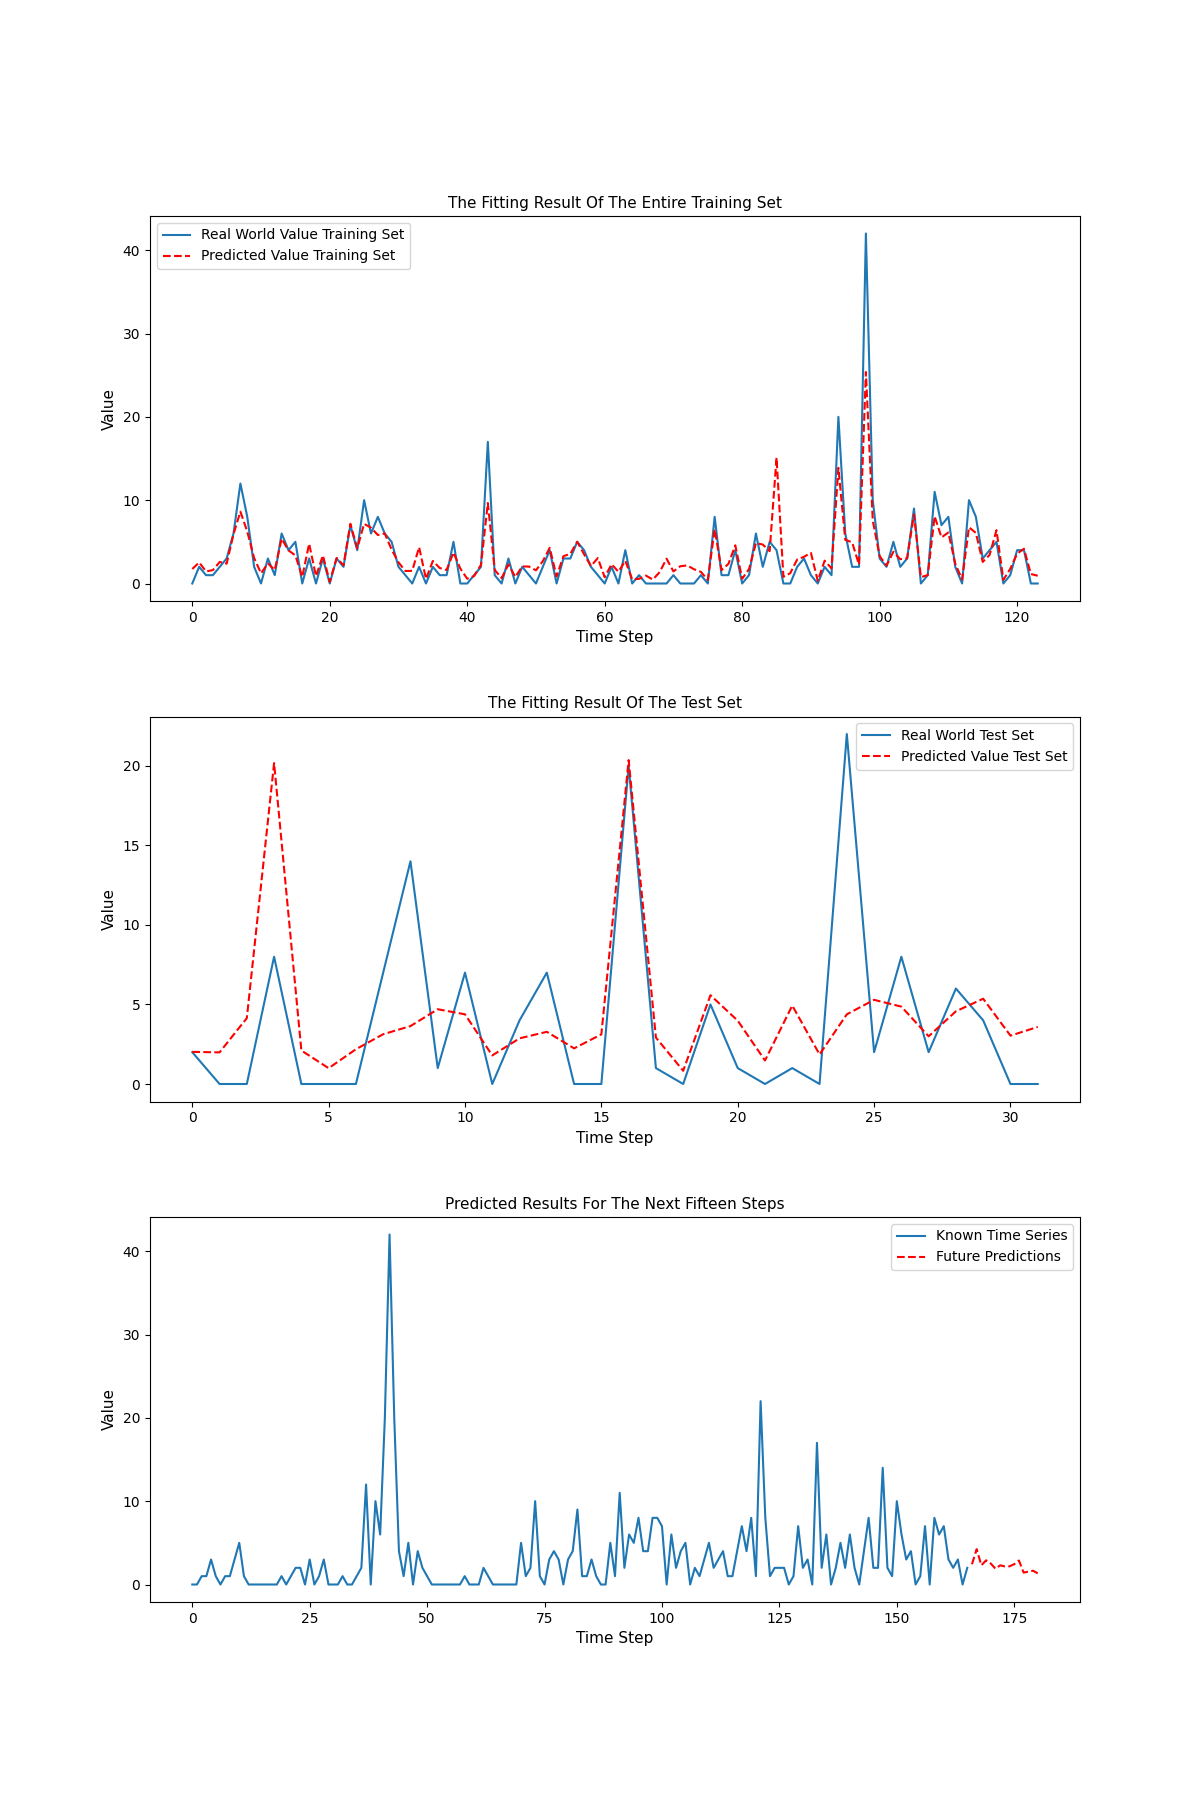 The Fitting Result Of The Entire Training Set
Real World Value Training Set
Predicted Value Training Set
Value
40
30
20
10
0
0 20 40 60 80 100 120
Time Step
The Fitting Result Of The Test Set
Real World Test Set
Predicted Value Test Set
Value
20
15
10
5
0
0 5 10 15 20 25 30
Time Step
Predicted Results For The Next Fifteen Steps
Known Time Series
Future Predictions
Value
40
30
20
10
0
0 25 50 75 100 125 150 175
Time Step